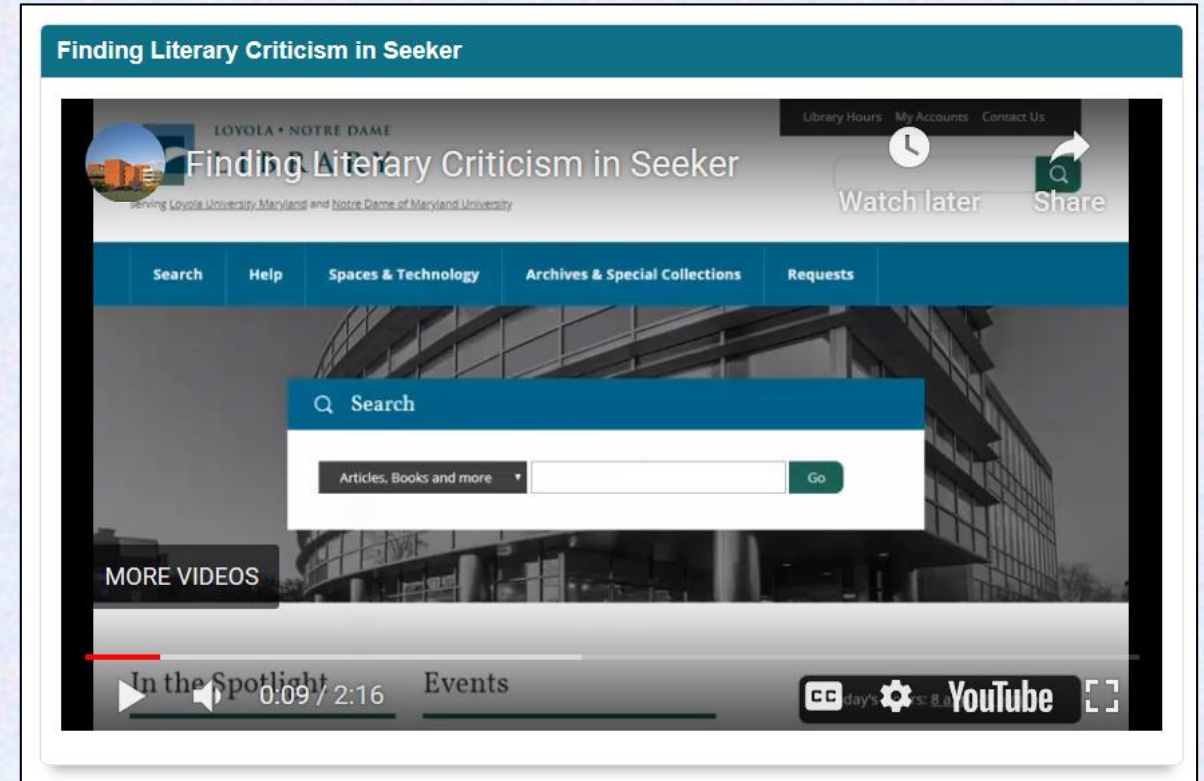 Finding Literary Criticism in Seeker
LOYOLA • NOTRE DAME
LIBRARY
Finding Literary Criticism in Seeker
Library Hours My Accounts Contact Us
Watch later Share
serving Loyola University Maryland and Notre Dame of Maryland University
Search Help Spaces & Technology Archives & Special Collections Requests
Search
Articles, Books and more Go
MORE VIDEOS
In the Spotlight Events
0:09 / 2:16
CC
YouTube